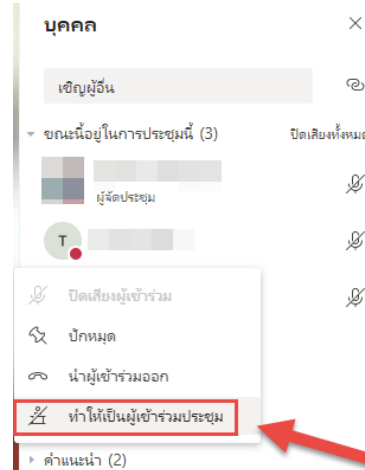 บุคคล
เชิญผู้อื่น
ขณะนี้อยู่ในการประชุมนี้ (3) ปิดเสียงทั้งหมด
ผู้จัดประชุม
T
ปิดเสียงผู้เข้าร่วม
ปักหมุด
นำผู้เข้าร่วมออก
ทำให้เป็นผู้เข้าร่วมประชุม
คำแนะนำ (2)